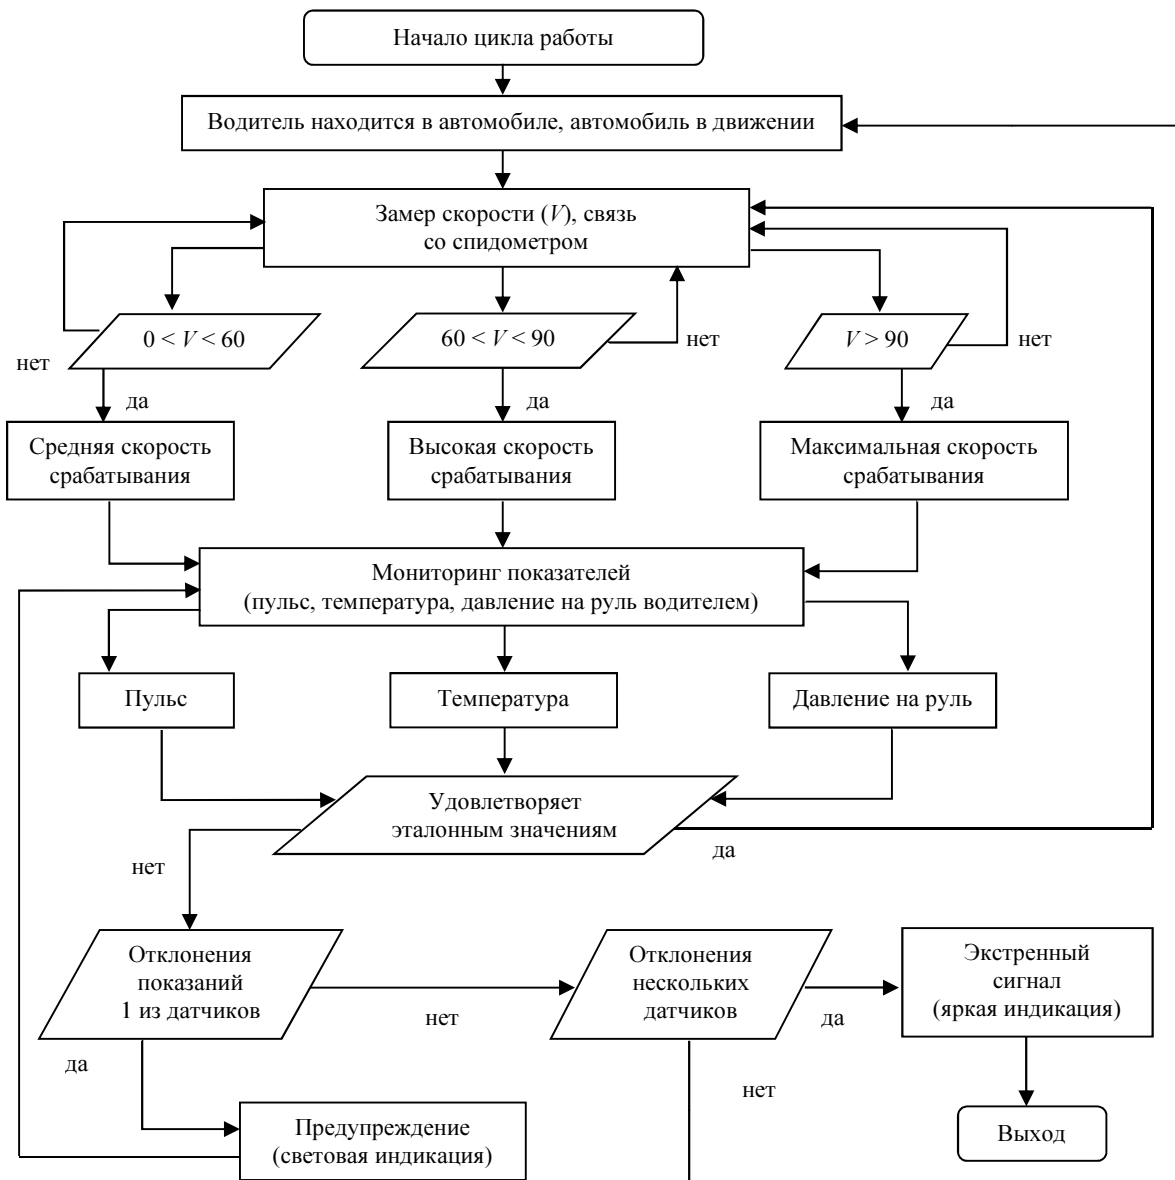 Начало цикла работы
Водитель находится в автомобиле, автомобиль в движении
Замер скорости (V), связь
со спидометром
0 < V < 60
60 < V < 90
V > 90
нет
нет
нет
да
да
да
Средняя скорость
срабатывания
Высокая скорость
срабатывания
Максимальная скорость
срабатывания
Мониторинг показателей
(пульс, температура, давление на руль водителем)
Пульс
Температура
Давление на руль
Удовлетворяет
эталонным значениям
нет
да
Отклонения
показаний
1 из датчиков
Отклонения
нескольких
датчиков
Экстренный
сигнал
(яркая индикация)
нет
да
да
нет
Предупреждение
(световая индикация)
Выход